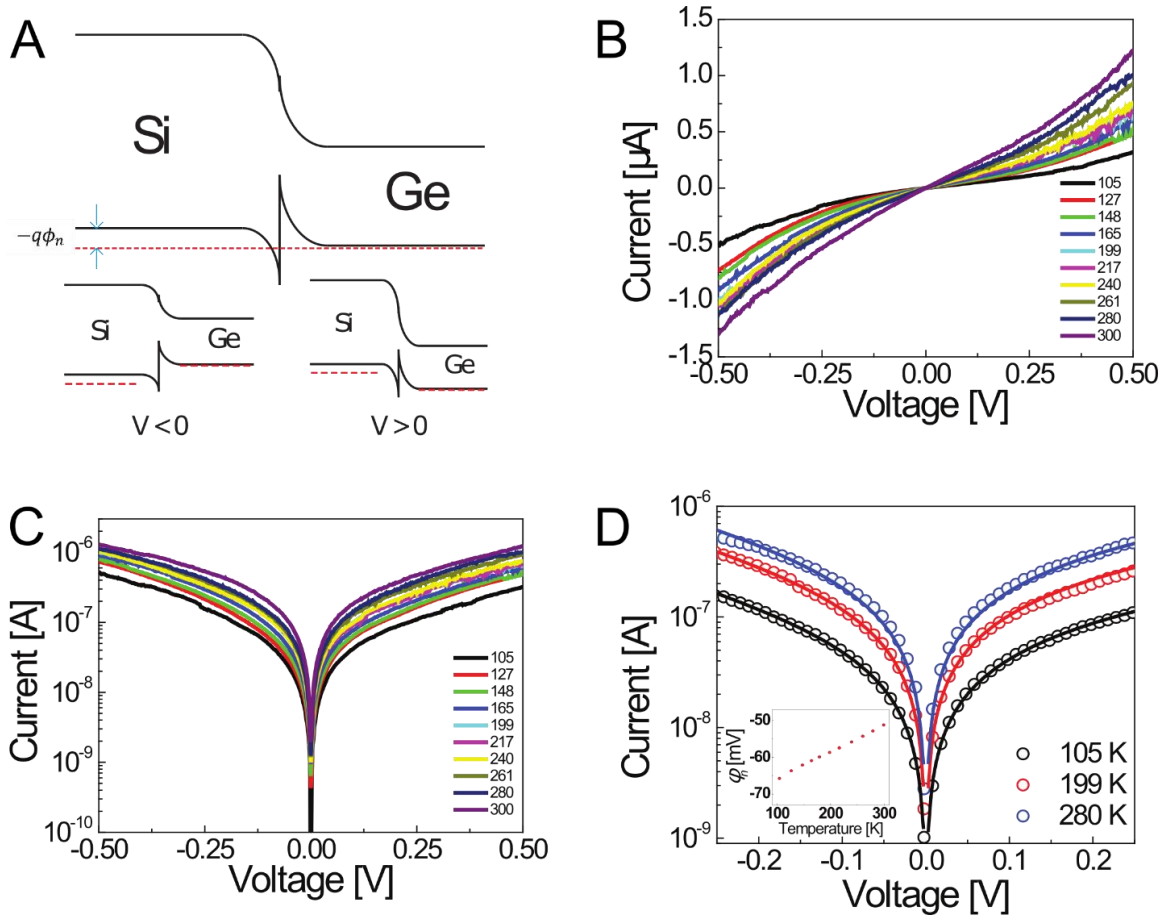 A
Si
Ge
−qϕn
Si
Ge
V < 0
Si
Ge
V > 0
B
Current [µA]
1.5
1.0
0.5
0.0
-0.5
-1.0
-1.5
-0.50
-0.25
0.00
0.25
0.50
Voltage [V]
105
127
148
165
199
217
240
261
280
300
C
Current [A]
10-6
10-7
10-8
10-9
10-10
-0.50
-0.25
0.00
0.25
0.50
Voltage [V]
105
127
148
165
199
217
240
261
280
300
D
Current [A]
10-6
10-7
10-8
10-9
-0.2
-0.1
0.0
0.1
0.2
Voltage [V]
φn [mV]
-50
-60
-70
100
200
300
Temperature [K]
105 K
199 K
280 K